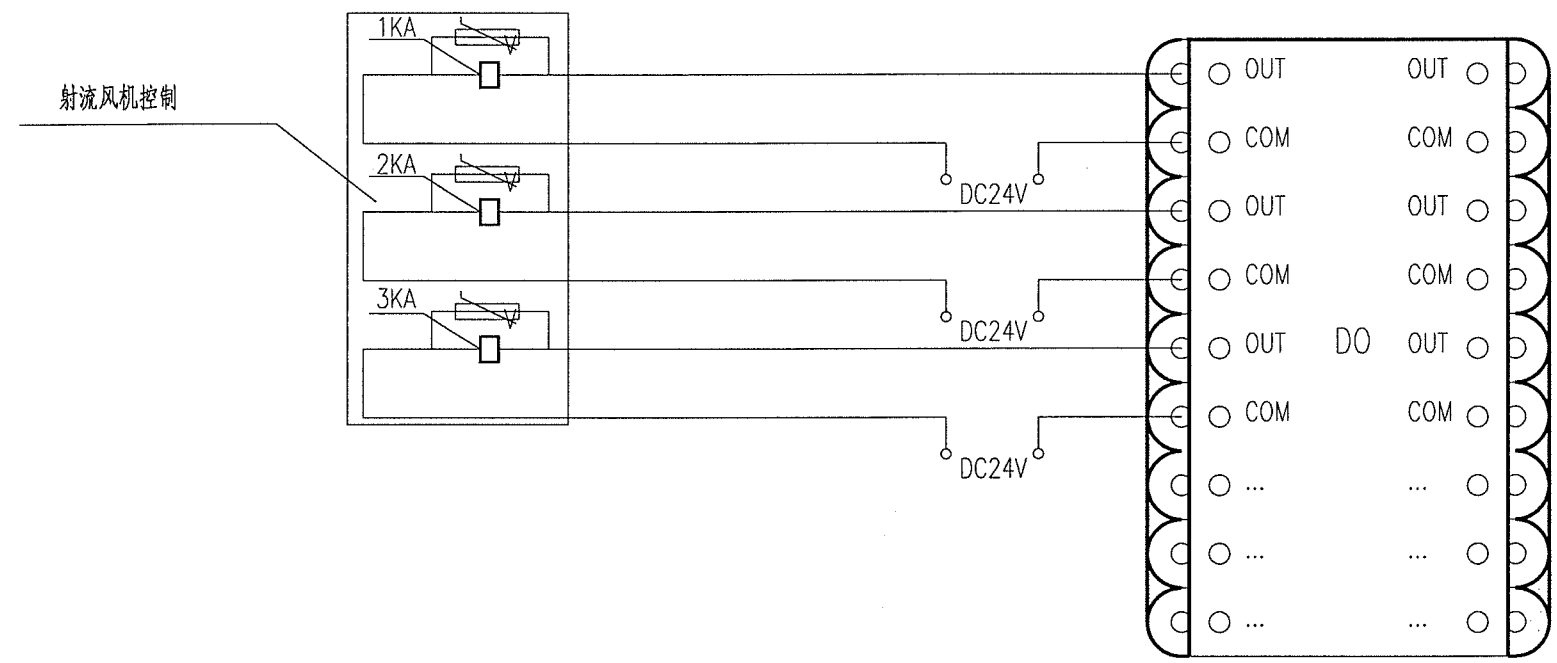 1KA
OUT OUT
射流风机控制
COM COM
2KA
DC24V
OUT OUT
COM COM
3KA
DC24V
OUT DO OUT
COM COM
DC24V
... ...
... ...
... ...